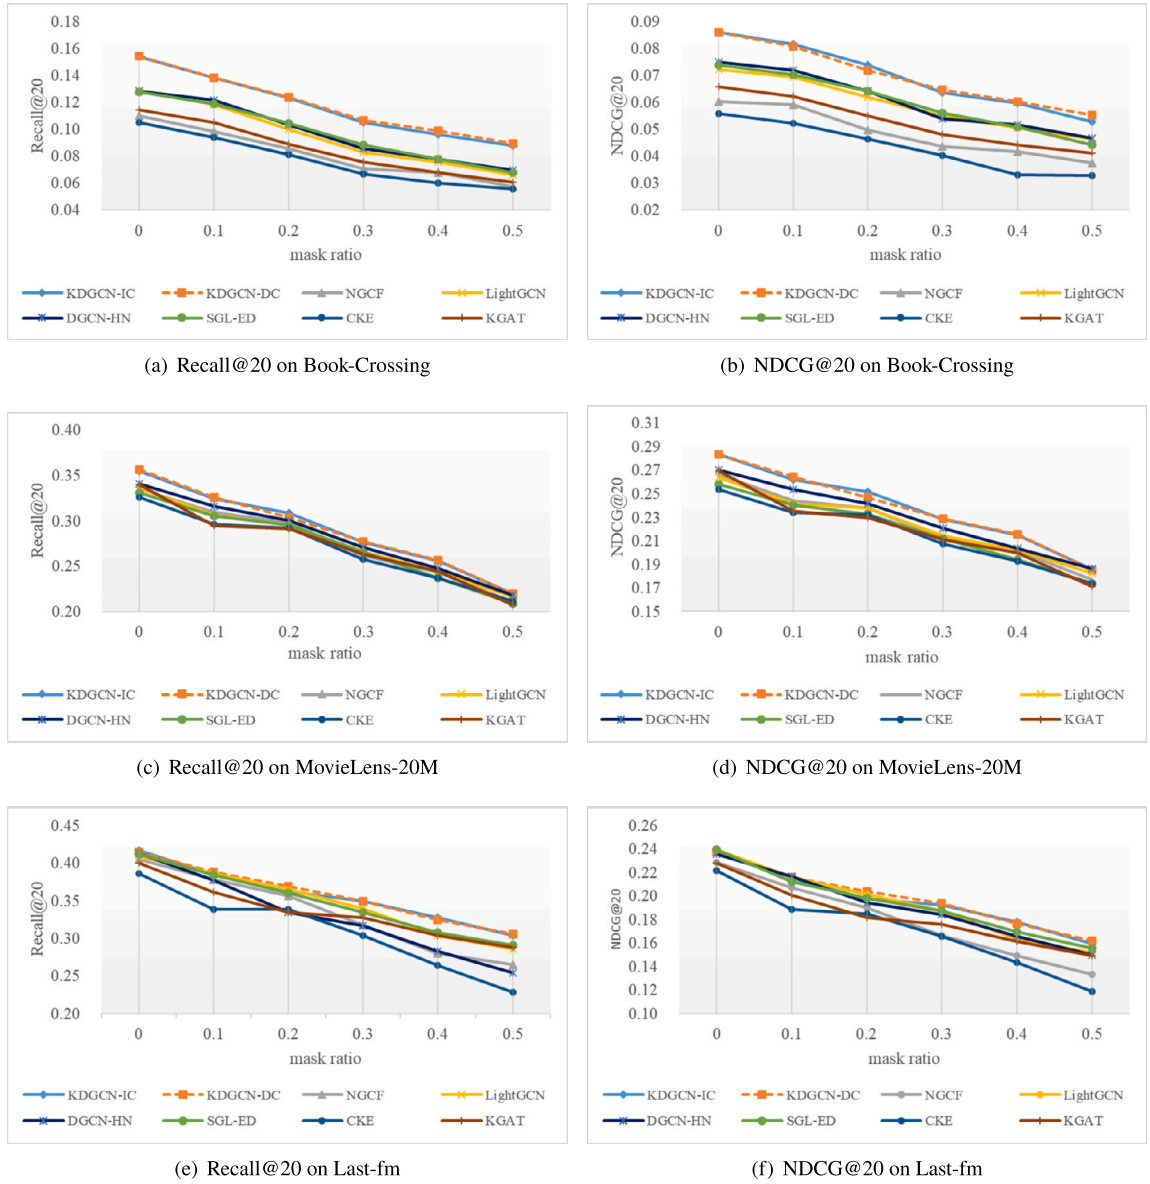 0.18
0.16
0.14
0.12
0.10
0.08
0.06
0.04
Recall@20
0 0.1 0.2 0.3 0.4 0.5
mask ratio
KDGCN-IC KDGCN-DC NGCF LightGCN
DGCN-HN SGL-ED CKE KGAT
(a) Recall@20 on Book-Crossing
0.09
0.08
0.07
0.06
0.05
0.04
0.03
0.02
NDCG@20
0 0.1 0.2 0.3 0.4 0.5
mask ratio
KDGCN-IC KDGCN-DC NGCF LightGCN
DGCN-HN SGL-ED CKE KGAT
(b) NDCG@20 on Book-Crossing
0.40
0.35
0.30
0.25
0.20
Recall@20
0 0.1 0.2 0.3 0.4 0.5
mask ratio
KDGCN-IC KDGCN-DC NGCF LightGCN
DGCN-HN SGL-ED CKE KGAT
(c) Recall@20 on MovieLens-20M
0.31
0.29
0.27
0.25
0.23
0.21
0.19
0.17
0.15
NDCG@20
0 0.1 0.2 0.3 0.4 0.5
mask ratio
KDGCN-IC KDGCN-DC NGCF LightGCN
DGCN-HN SGL-ED CKE KGAT
(d) NDCG@20 on MovieLens-20M
0.45
0.40
0.35
0.30
0.25
0.20
Recall@20
0 0.1 0.2 0.3 0.4 0.5
mask ratio
KDGCN-IC KDGCN-DC NGCF LightGCN
DGCN-HN SGL-ED CKE KGAT
(e) Recall@20 on Last-fm
0.26
0.24
0.22
0.20
0.18
0.16
0.14
0.12
0.10
NDCG@20
0 0.1 0.2 0.3 0.4 0.5
mask ratio
KDGCN-IC KDGCN-DC NGCF LightGCN
DGCN-HN SGL-ED CKE KGAT
(f) NDCG@20 on Last-fm